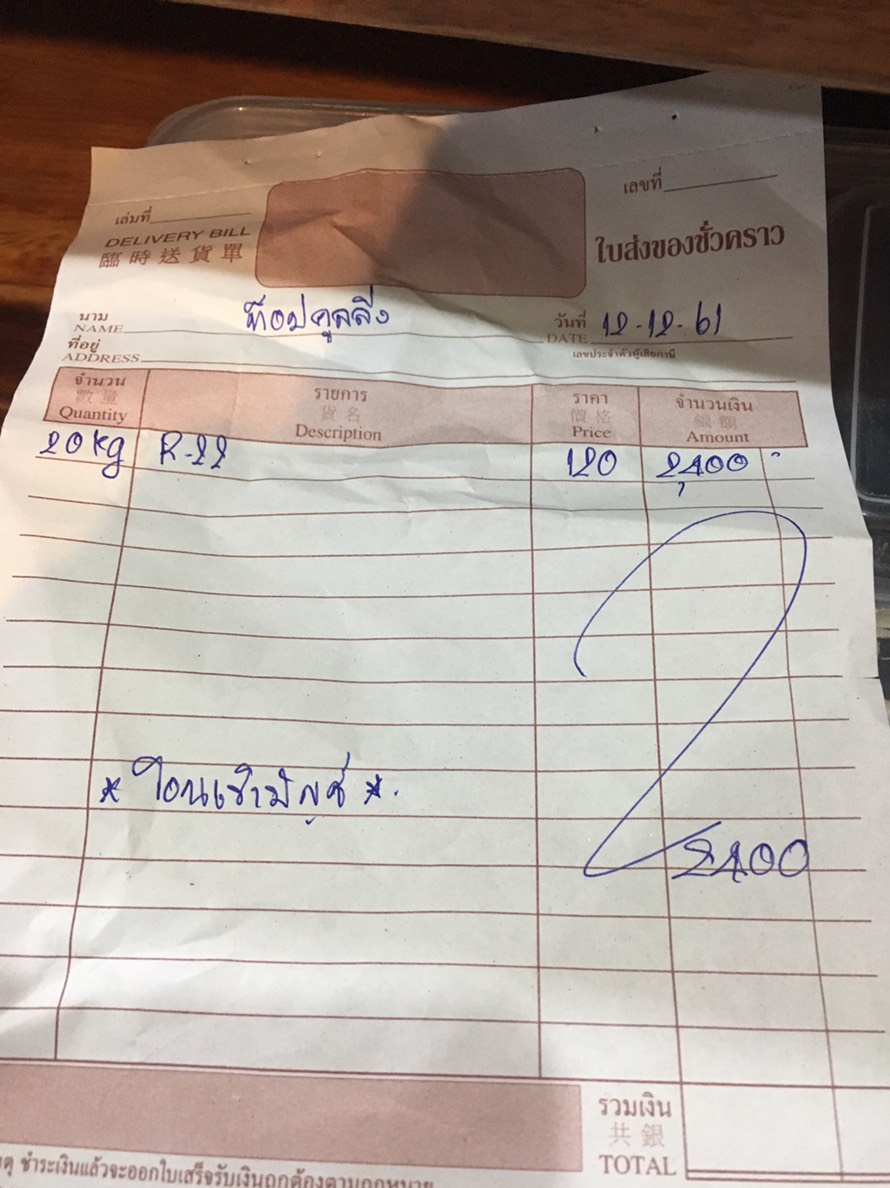 เล่มที่
เลขที่
DELIVERY BILL
臨時送貨單
ใบส่งของชั่วคราว
นาม
NAME
ท๊อปคูลลิ่ง
วันที่
DATE
12-12-61
ที่อยู่
ADDRESS
เลขประจำตัวผู้เสียภาษี
จำนวน
數量
Quantity
รายการ
貨名
Description
ราคา
價格
Price
จำนวนเงิน
銀額
Amount
20 kg R-22 120 2,400 -
* โอนเข้าบัญชี *
2400
รวมเงิน
共銀
TOTAL
ชำระเงินแล้วจะออกใบเสร็จรับเงินถูกต้องตามกฎหมาย